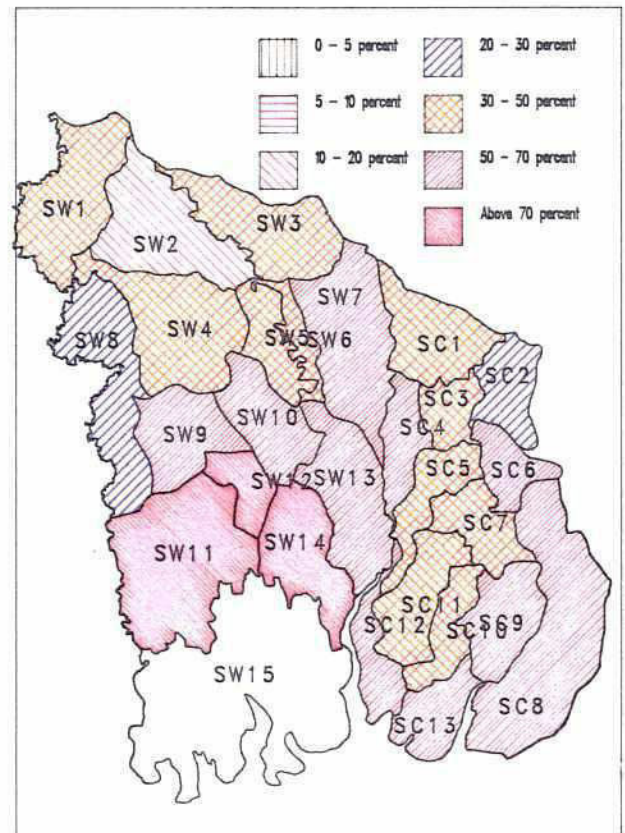 0 - 5 percent
20 - 30 percent
5 - 10 percent
30 - 50 percent
10 - 20 percent
50 - 70 percent
Above 70 percent
SW1
SW2
SW3
SW7
SW8
SW4
SW5
SW6
SC1
SC2
SC3
SC4
SW9
SW10
SW12
SW13
SC5
SC6
SC7
SW11
SW14
SC11
SC12
SC10
SC9
SW15
SC13
SC8